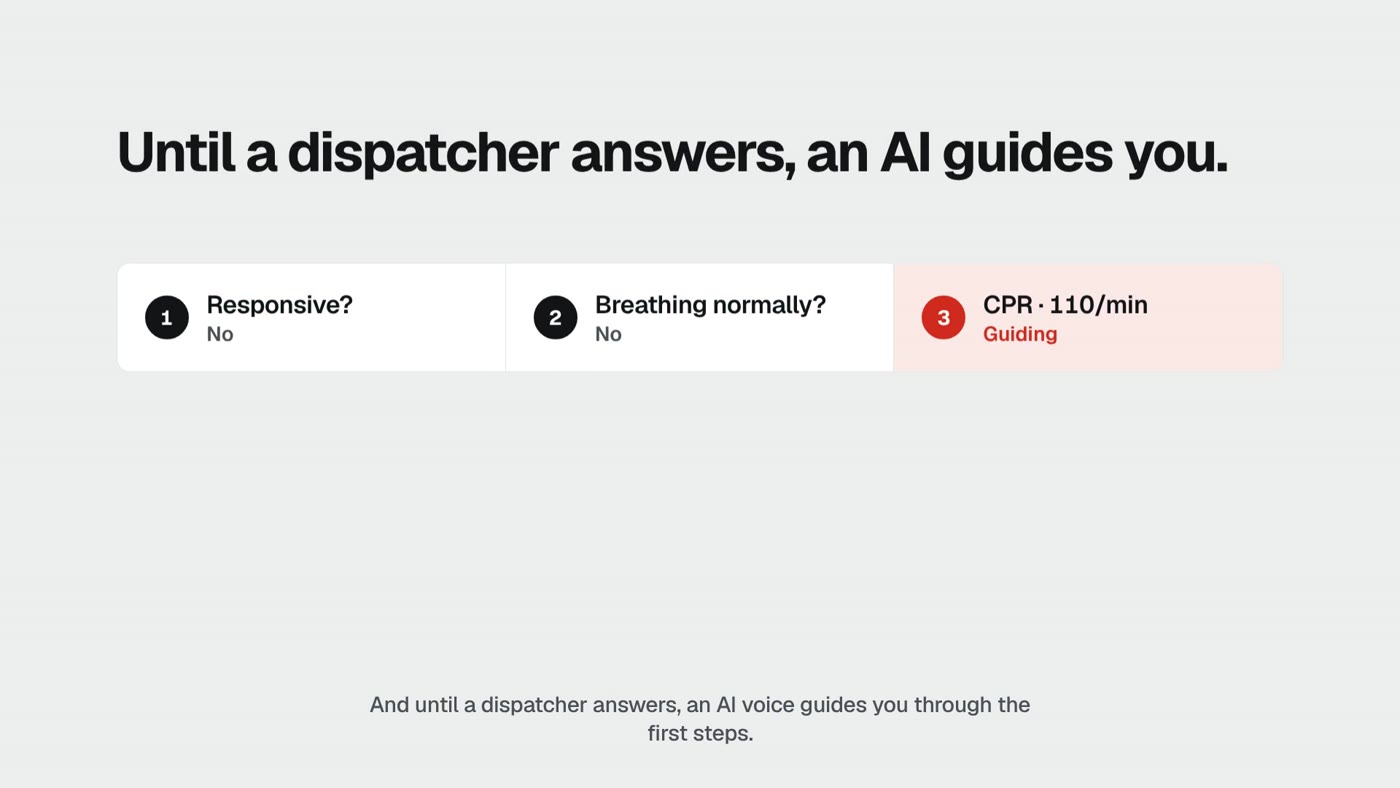 Until a dispatcher answers, an AI guides you.
1
Responsive?
No
2
Breathing normally?
No
3
CPR · 110/min
Guiding
And until a dispatcher answers, an AI voice guides you through the
first steps.